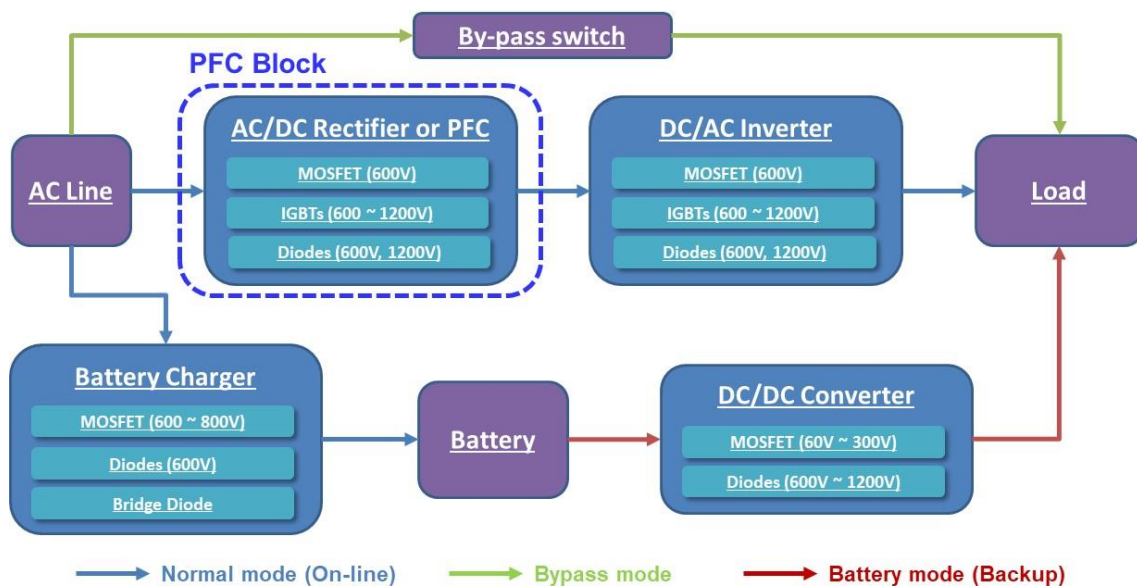 By-pass switch
PFC Block
AC Line
AC/DC Rectifier or PFC
MOSFET (600V)
IGBTs (600 ~ 1200V)
Diodes (600V, 1200V)
DC/AC Inverter
MOSFET (600V)
IGBTs (600 ~ 1200V)
Diodes (600V, 1200V)
Load
Battery Charger
MOSFET (600 ~ 800V)
Diodes (600V)
Bridge Diode
Battery
DC/DC Converter
MOSFET (60V ~ 300V)
Diodes (600V ~ 1200V)
Normal mode (On-line)
Bypass mode
Battery mode (Backup)